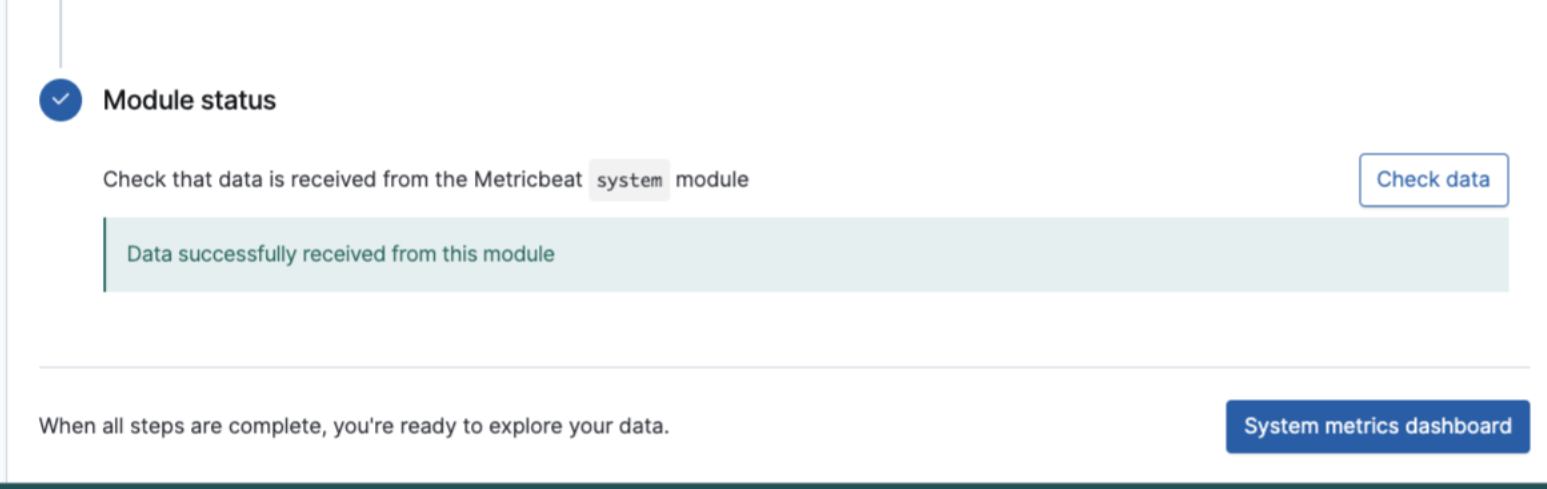 Module status
Check that data is received from the Metricbeat system module
Check data
Data successfully received from this module
When all steps are complete, you're ready to explore your data.
System metrics dashboard